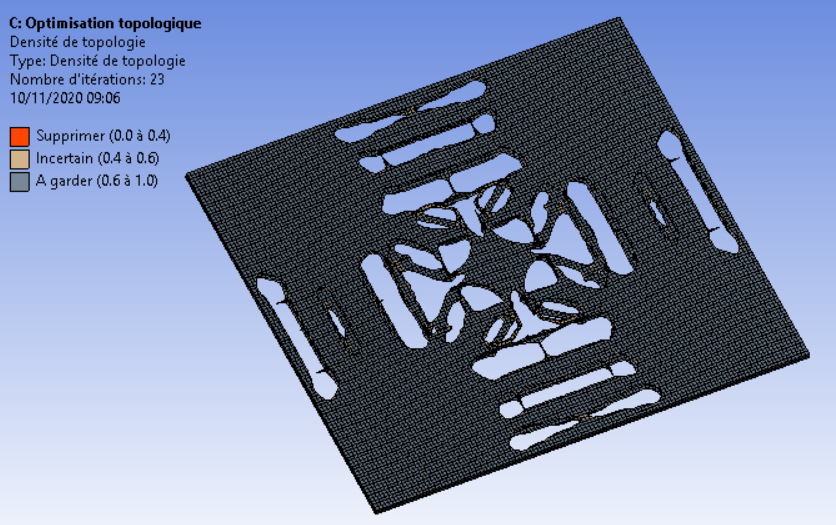 C: Optimisation topologique
Densité de topologie
Type: Densité de topologie
Nombre d'itérations: 23
10/11/2020 09:06
Supprimer (0.0 à 0.4)
Incertain (0.4 à 0.6)
A garder (0.6 à 1.0)